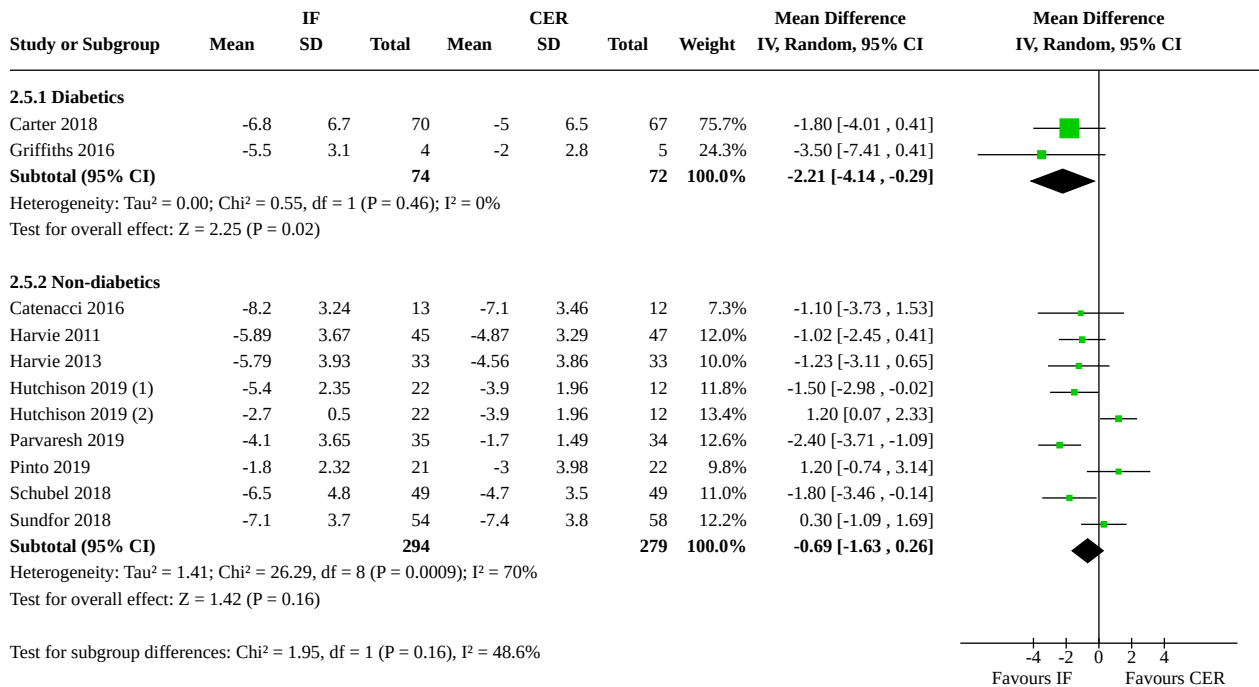 IF CER Mean Difference Mean Difference
Study or Subgroup Mean SD Total Mean SD Total Weight IV, Random, 95% CI IV, Random, 95% CI
2.5.1 Diabetics
Carter 2018 -6.8 6.7 70 -5 6.5 67 75.7% -1.80 [-4.01 , 0.41]
Griffiths 2016 -5.5 3.1 4 -2 2.8 5 24.3% -3.50 [-7.41 , 0.41]
Subtotal (95% CI) 74 72 100.0% -2.21 [-4.14 , -0.29]
Heterogeneity: Tau² = 0.00; Chi² = 0.55, df = 1 (P = 0.46); I² = 0%
Test for overall effect: Z = 2.25 (P = 0.02)
2.5.2 Non-diabetics
Catenacci 2016 -8.2 3.24 13 -7.1 3.46 12 7.3% -1.10 [-3.73 , 1.53]
Harvie 2011 -5.89 3.67 45 -4.87 3.29 47 12.0% -1.02 [-2.45 , 0.41]
Harvie 2013 -5.79 3.93 33 -4.56 3.86 33 10.0% -1.23 [-3.11 , 0.65]
Hutchison 2019 (1) -5.4 2.35 22 -3.9 1.96 12 11.8% -1.50 [-2.98 , -0.02]
Hutchison 2019 (2) -2.7 0.5 22 -3.9 1.96 12 13.4% 1.20 [0.07 , 2.33]
Parvaresh 2019 -4.1 3.65 35 -1.7 1.49 34 12.6% -2.40 [-3.71 , -1.09]
Pinto 2019 -1.8 2.32 21 -3 3.98 22 9.8% 1.20 [-0.74 , 3.14]
Schubel 2018 -6.5 4.8 49 -4.7 3.5 49 11.0% -1.80 [-3.46 , -0.14]
Sundfor 2018 -7.1 3.7 54 -7.4 3.8 58 12.2% 0.30 [-1.09 , 1.69]
Subtotal (95% CI) 294 279 100.0% -0.69 [-1.63 , 0.26]
Heterogeneity: Tau² = 1.41; Chi² = 26.29, df = 8 (P = 0.0009); I² = 70%
Test for overall effect: Z = 1.42 (P = 0.16)
Test for subgroup differences: Chi² = 1.95, df = 1 (P = 0.16), I² = 48.6%
-4 -2 0 2 4
Favours IF Favours CER